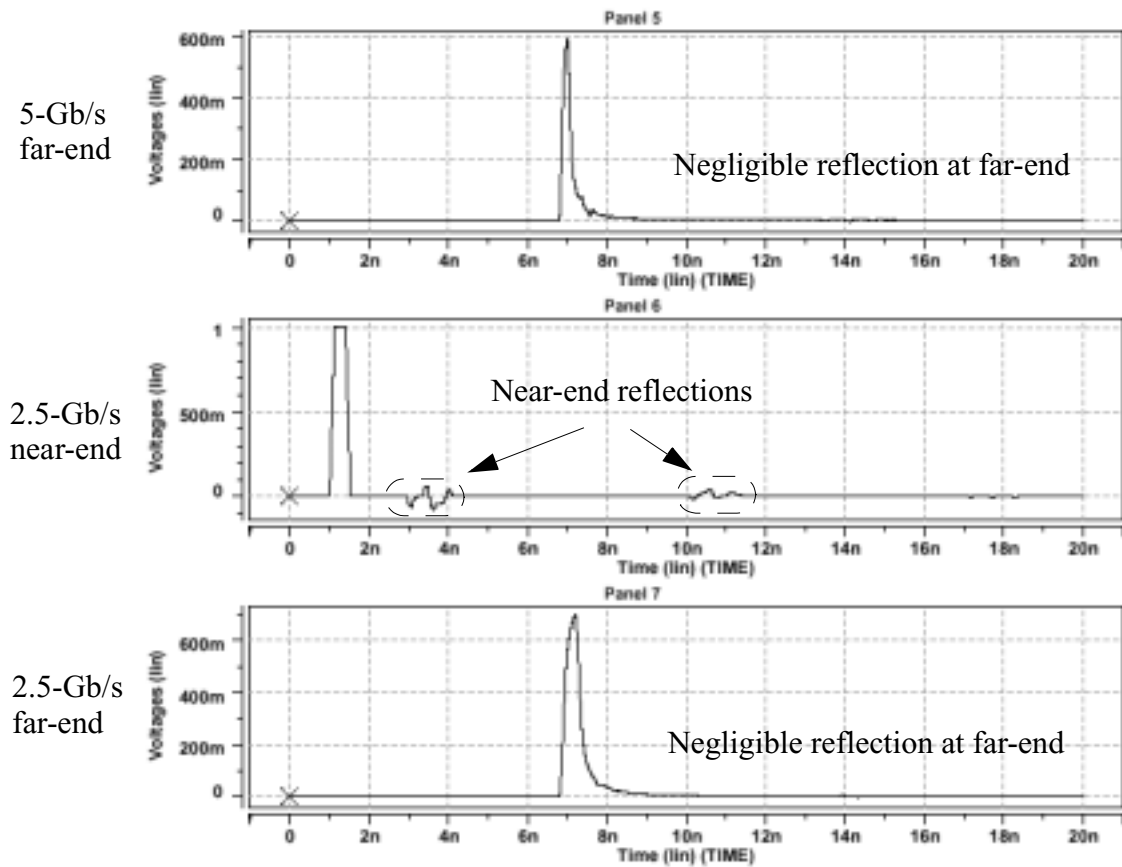 Panel 5
5-Gb/s
far-end
Voltages (lin)
600m
400m
200m
0
Negligible reflection at far-end
0 2n 4n 6n 8n 10n 12n 14n 16n 18n 20n
Time (lin) (TIME)
Panel 6
2.5-Gb/s
near-end
Voltages (lin)
1
500m
0
Near-end reflections
0 2n 4n 6n 8n 10n 12n 14n 16n 18n 20n
Time (lin) (TIME)
Panel 7
2.5-Gb/s
far-end
Voltages (lin)
600m
400m
200m
0
Negligible reflection at far-end
0 2n 4n 6n 8n 10n 12n 14n 16n 18n 20n
Time (lin) (TIME)